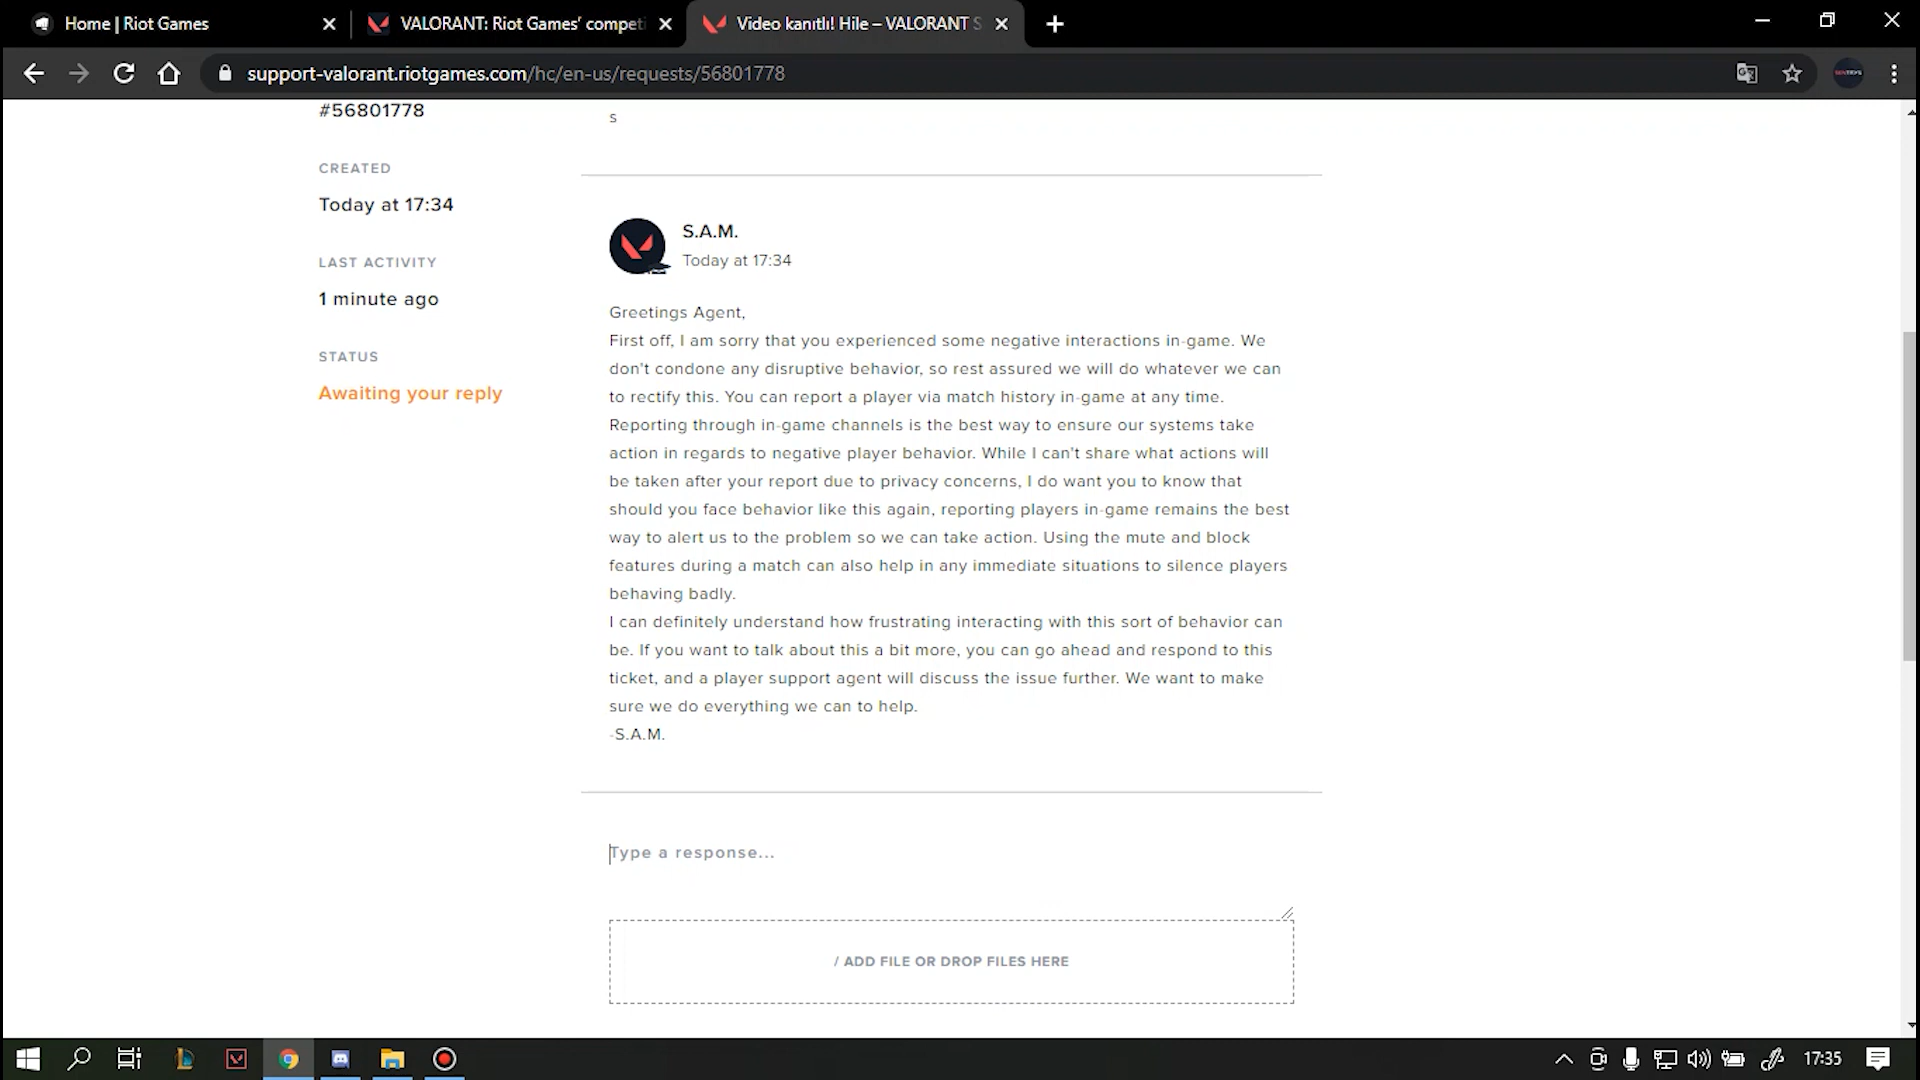 Home | Riot Games
VALORANT: Riot Games' competi
Video kanıtlı! Hile – VALORANT S
support-valorant.riotgames.com/hc/en-us/requests/56801778
#56801778
CREATED
Today at 17:34
LAST ACTIVITY
1 minute ago
STATUS
Awaiting your reply
s
S.A.M.
Today at 17:34
Greetings Agent,
First off, I am sorry that you experienced some negative interactions in-game. We
don't condone any disruptive behavior, so rest assured we will do whatever we can
to rectify this. You can report a player via match history in-game at any time.
Reporting through in-game channels is the best way to ensure our systems take
action in regards to negative player behavior. While I can't share what actions will
be taken after your report due to privacy concerns, I do want you to know that
should you face behavior like this again, reporting players in-game remains the best
way to alert us to the problem so we can take action. Using the mute and block
features during a match can also help in any immediate situations to silence players
behaving badly.
I can definitely understand how frustrating interacting with this sort of behavior can
be. If you want to talk about this a bit more, you can go ahead and respond to this
ticket, and a player support agent will discuss the issue further. We want to make
sure we do everything we can to help.
-S.A.M.
Type a response...
/ ADD FILE OR DROP FILES HERE
17:35